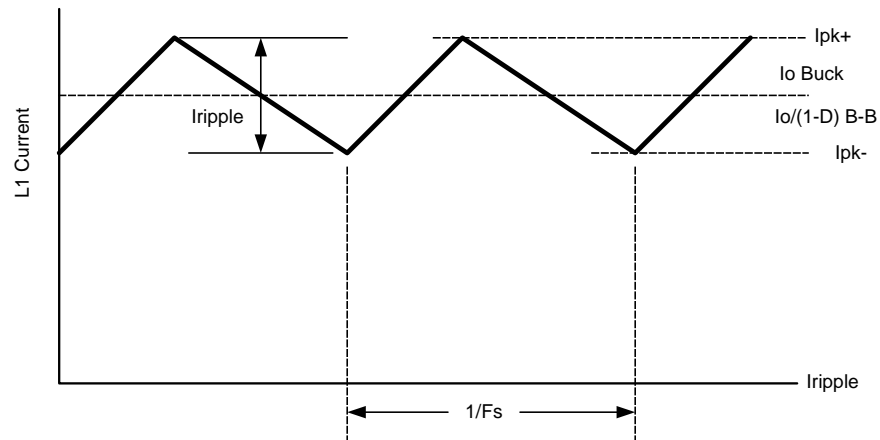 Ipk+
Io Buck
Iripple
Io/(1-D) B-B
Ipk-
L1 Current
Iripple
1/Fs